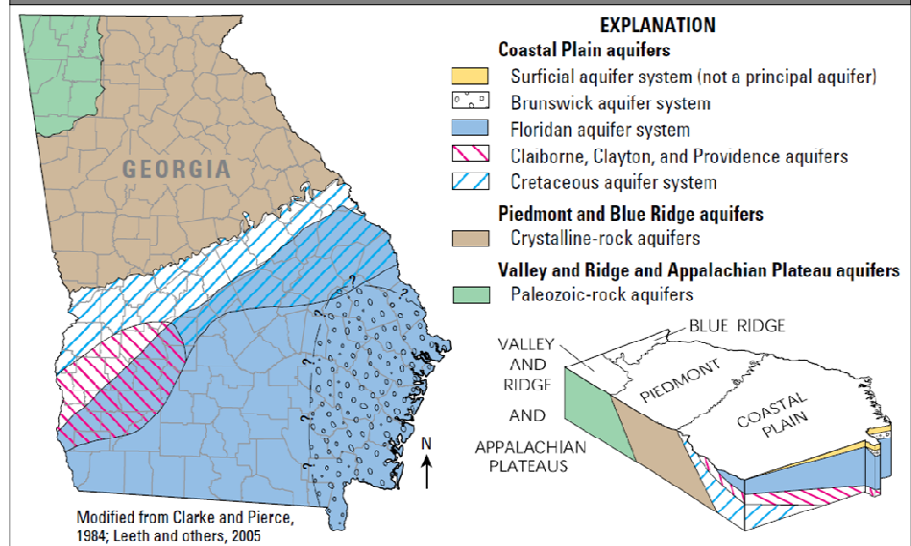 EXPLANATION
Coastal Plain aquifers
Surficial aquifer system (not a principal aquifer)
Brunswick aquifer system
Floridan aquifer system
Claiborne, Clayton, and Providence aquifers
Cretaceous aquifer system
Piedmont and Blue Ridge aquifers
Crystalline-rock aquifers
Valley and Ridge and Appalachian Plateau aquifers
Paleozoic-rock aquifers
GEORGIA
?
?
?
?
?
N
Modified from Clarke and Pierce,
1984; Leeth and others, 2005
BLUE RIDGE
VALLEY
AND
RIDGE
AND
APPALACHIAN
PLATEAUS
PIEDMONT
COASTAL
PLAIN